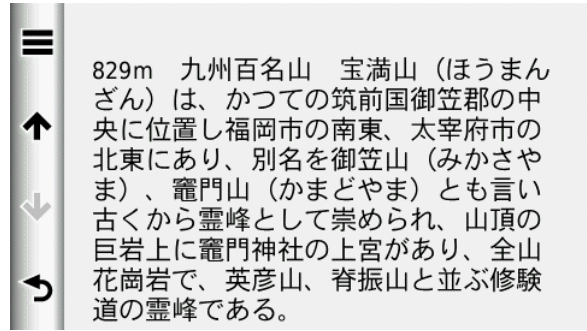 829m　九州百名山　宝満山（ほうまん
ざん）は、かつての筑前国御笠郡の中
央に位置し福岡市の南東、太宰府市の
北東にあり、別名を御笠山（みかさや
ま）、竈門山（かまどやま）とも言い
古くから霊峰として崇められ、山頂の
巨岩上に竈門神社の上宮があり、全山
花崗岩で、英彦山、脊振山と並ぶ修験
道の霊峰である。